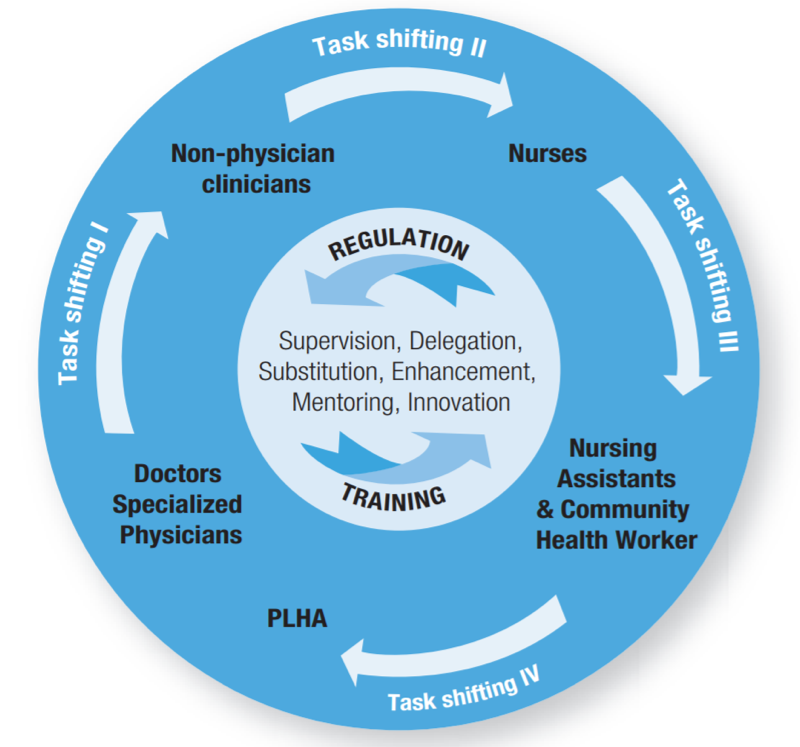 Task shifting II
Non-physician
clinicians
Nurses
Task shifting I
Task shifting III
REGULATION
Supervision, Delegation,
Substitution, Enhancement,
Mentoring, Innovation
TRAINING
Doctors
Specialized
Physicians
Nursing
Assistants
& Community
Health Worker
PLHA
Task shifting IV